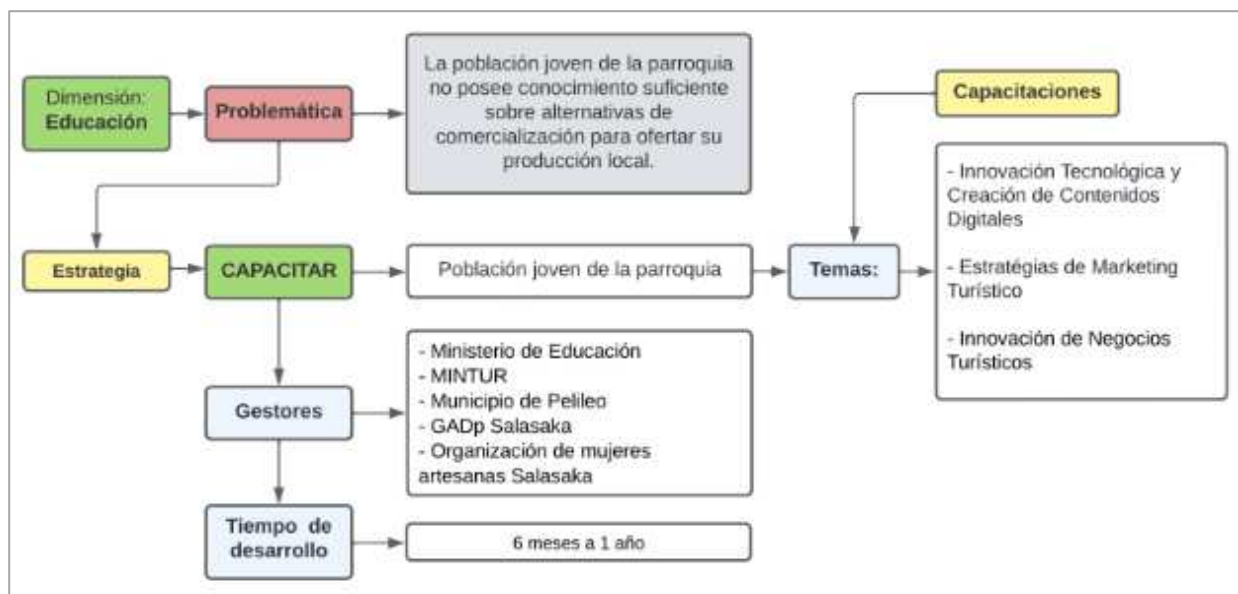 Dimensión:
Educación
Problemática
La población joven de la parroquia
no posee conocimiento suficiente
sobre alternativas de
comercialización para ofertar su
producción local.
Capacitaciones
Estrategia
CAPACITAR
Población joven de la parroquia
Temas:
- Innovación Tecnológica y
Creación de Contenidos
Digitales
- Estratégias de Marketing
Turístico
- Innovación de Negocios
Turísticos
Gestores
- Ministerio de Educación
- MINTUR
- Municipio de Pelileo
- GADp Salasaka
- Organización de mujeres
artesanas Salasaka
Tiempo de
desarrollo
6 meses a 1 año